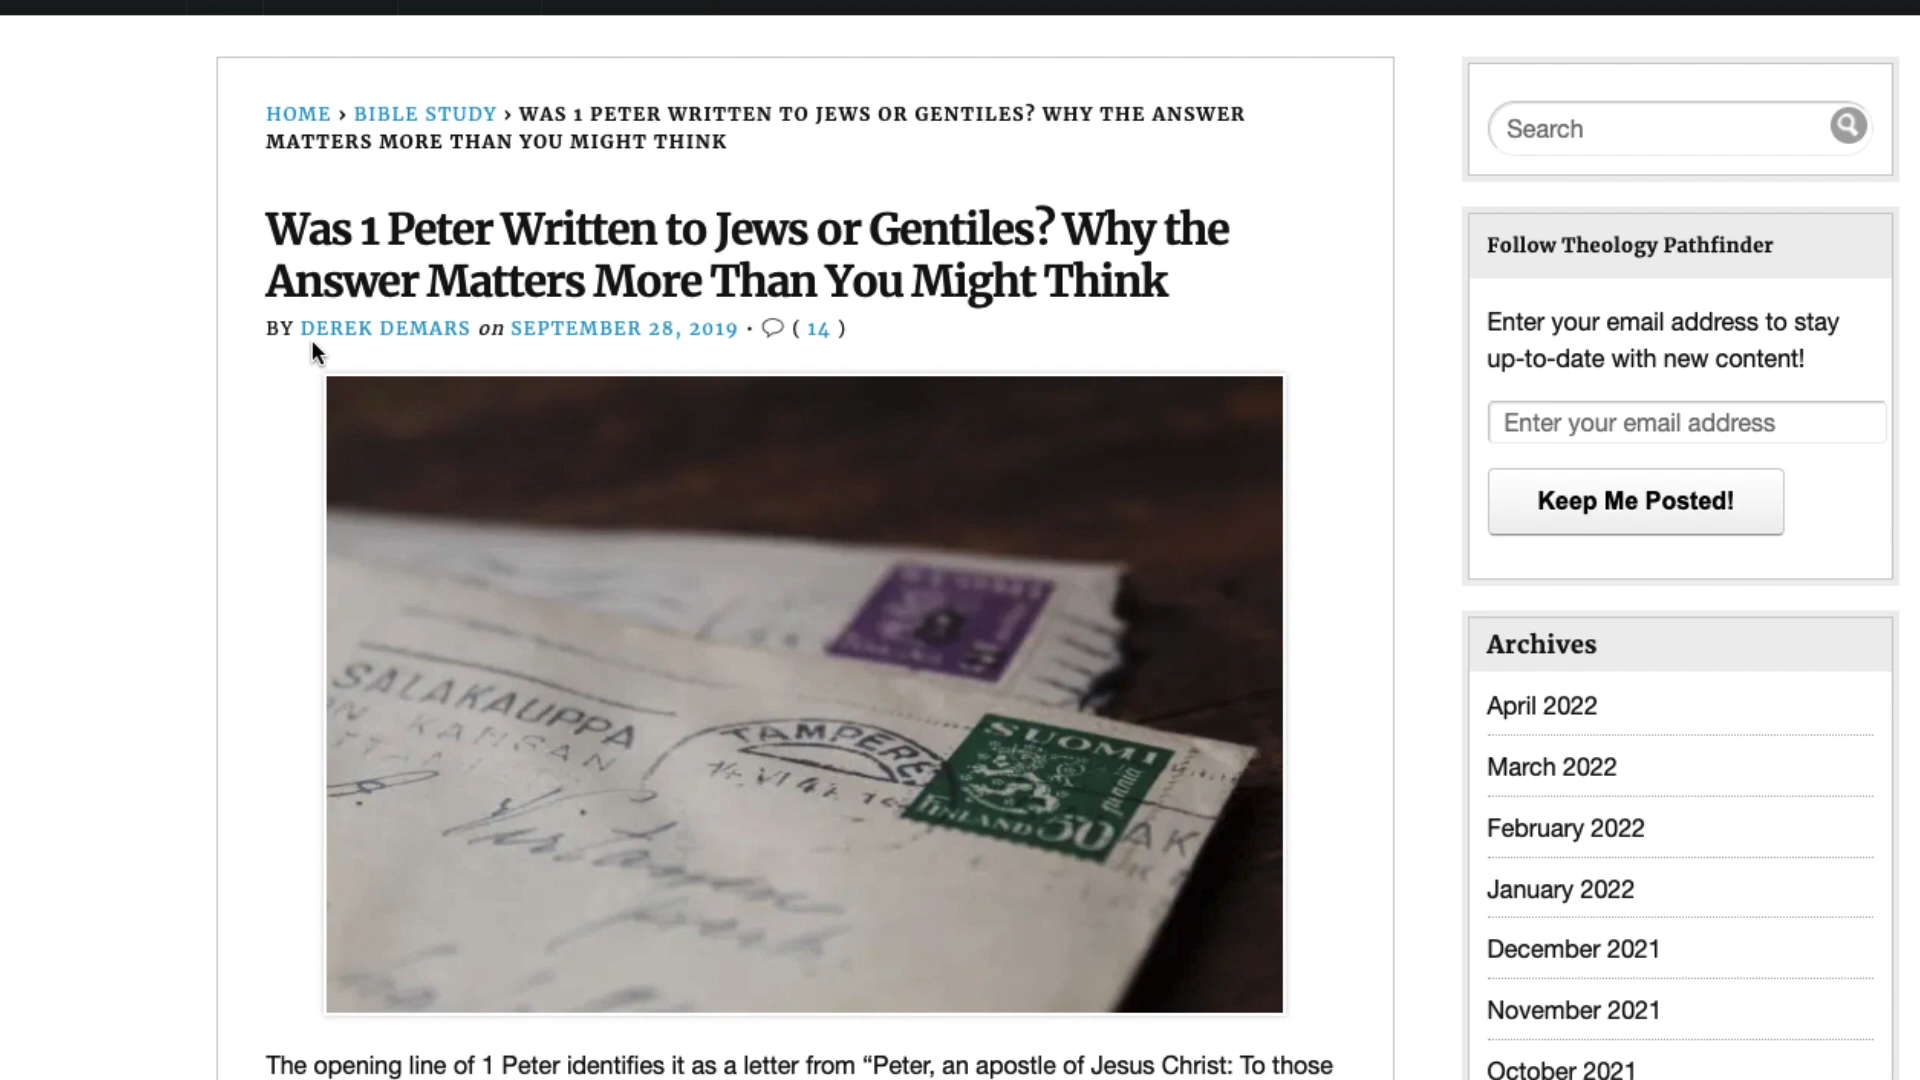 HOME › BIBLE STUDY › WAS 1 PETER WRITTEN TO JEWS OR GENTILES? WHY THE ANSWER
MATTERS MORE THAN YOU MIGHT THINK
Was 1 Peter Written to Jews or Gentiles? Why the
Answer Matters More Than You Might Think
BY DEREK DEMARS on SEPTEMBER 28, 2019 · ( 14 )
SALAKAUPPA
KANSAN
TAMPERE
SUOMI
FINLAND 50
The opening line of 1 Peter identifies it as a letter from “Peter, an apostle of Jesus Christ: To those
Search
Follow Theology Pathfinder
Enter your email address to stay
up-to-date with new content!
Enter your email address
Keep Me Posted!
Archives
April 2022
March 2022
February 2022
January 2022
December 2021
November 2021
October 2021